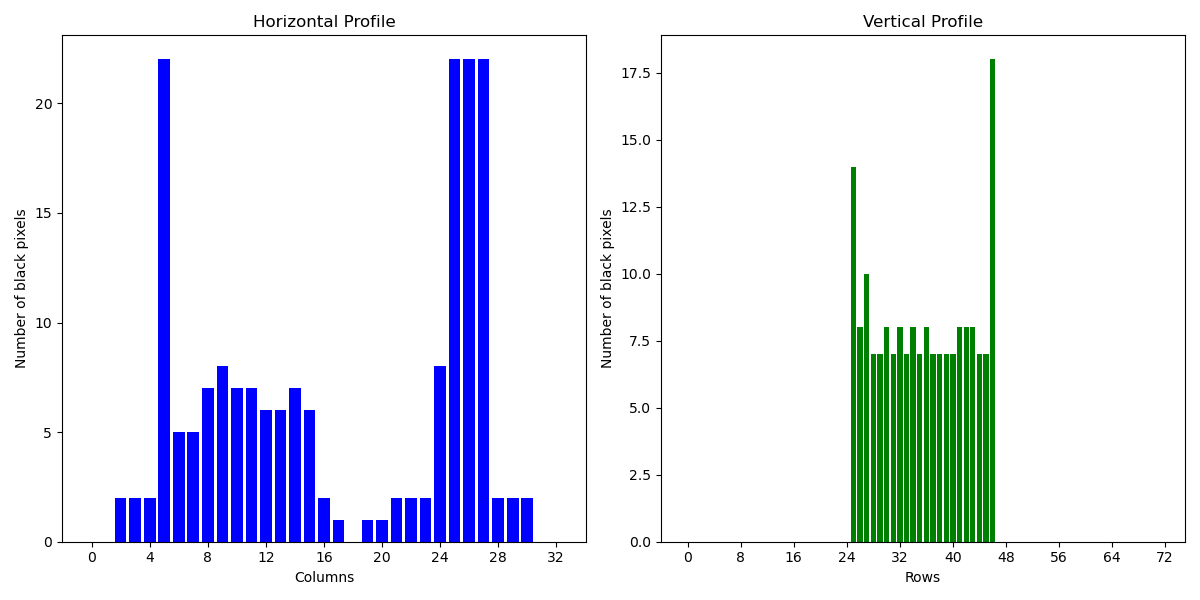 Horizontal Profile
Vertical Profile
Number of black pixels
20
15
10
5
0
0 4 8 12 16 20 24 28 32
Columns
Number of black pixels
17.5
15.0
12.5
10.0
7.5
5.0
2.5
0.0
0 8 16 24 32 40 48 56 64 72
Rows